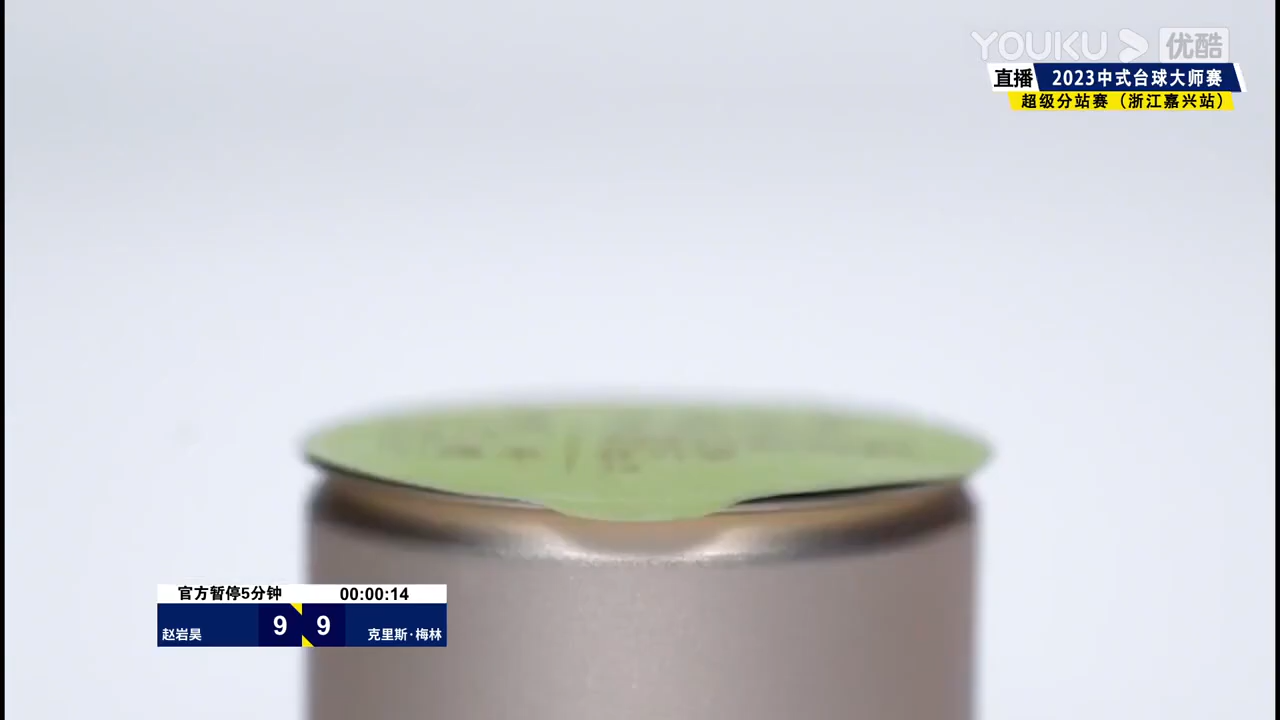 YOUKU 优酷
直播 2023中式台球大师赛
超级分站赛（浙江嘉兴站）
官方暂停5分钟 00:00:14
赵岩昊 9 9 克里斯·梅林